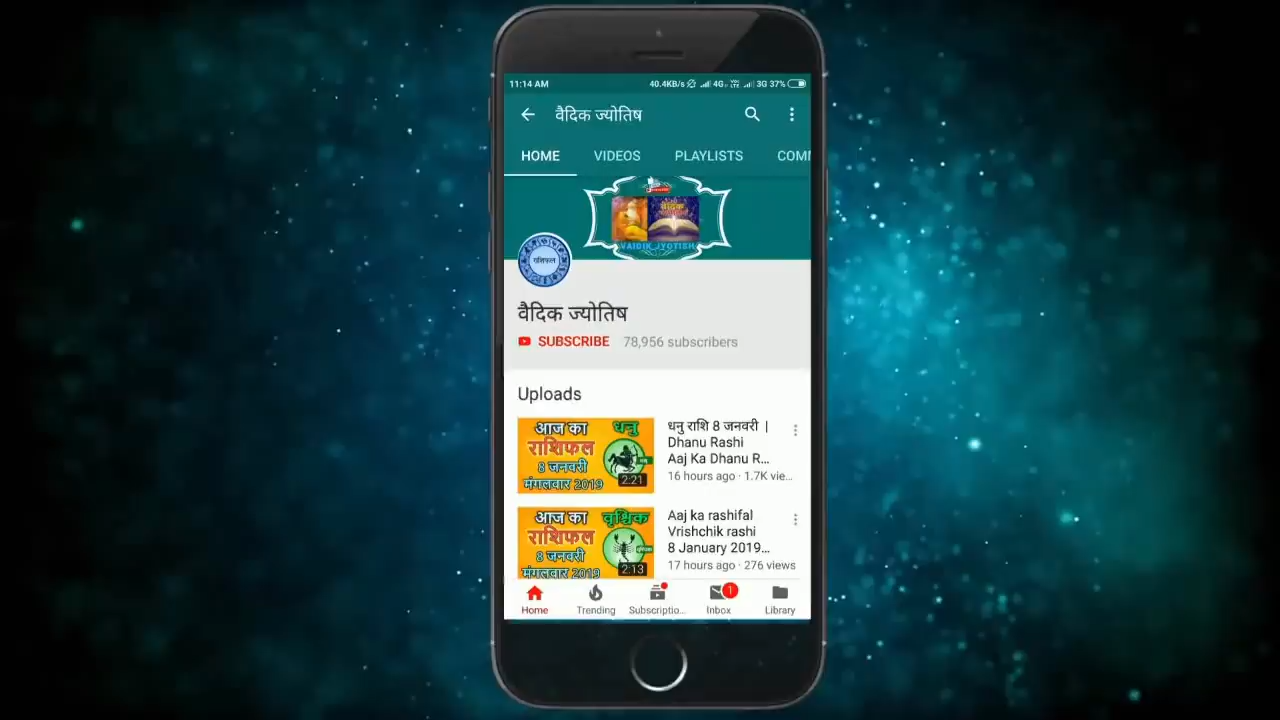 11:14 AM
40.4KB/s 4G 3G 37%
वैदिक ज्योतिष
HOME VIDEOS PLAYLISTS COMM
वैदिक
VAIDIK JYOTISH
राशिफल
वैदिक ज्योतिष
SUBSCRIBE 78,956 subscribers
Uploads
आज का धनु
राशिफल
8 जनवरी
मंगलवार 2019
2:21
धनु राशि 8 जनवरी |
Dhanu Rashi
Aaj Ka Dhanu R...
16 hours ago · 1.7K vie...
आज का वृश्चिक
राशिफल
8 जनवरी
मंगलवार 2019
2:13
Aaj ka rashifal
Vrishchik rashi
8 January 2019...
17 hours ago · 276 views
1
Home Trending Subscriptio... Inbox Library